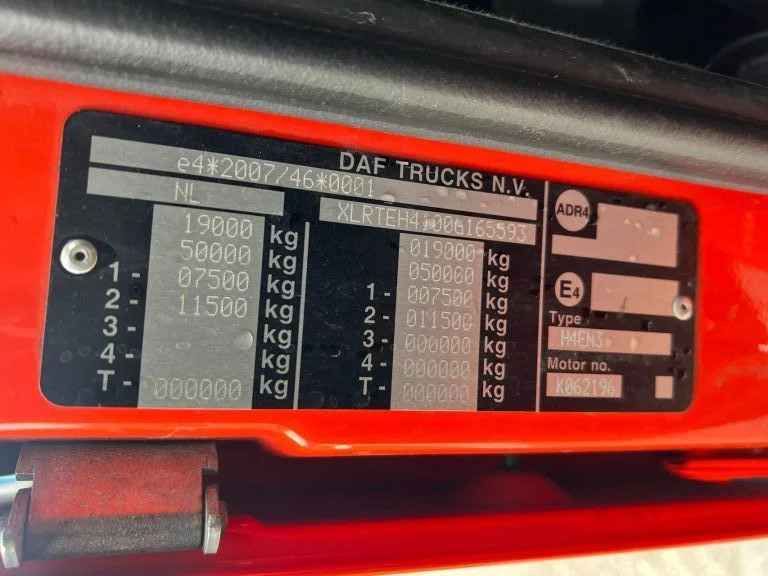 DAF TRUCKS N.V.
e4*2007/46*0001
NL
19000 kg
50000 kg
1- 07500 kg
2- 11500 kg
3- kg
4- kg
T- 000000 kg
019000 kg
050000 kg
1- 007500 kg
2- 011500 kg
3- 000000 kg
4- 000000 kg
T- 000000 kg
ADR4
E4
Type
H4EN3
Motor no.